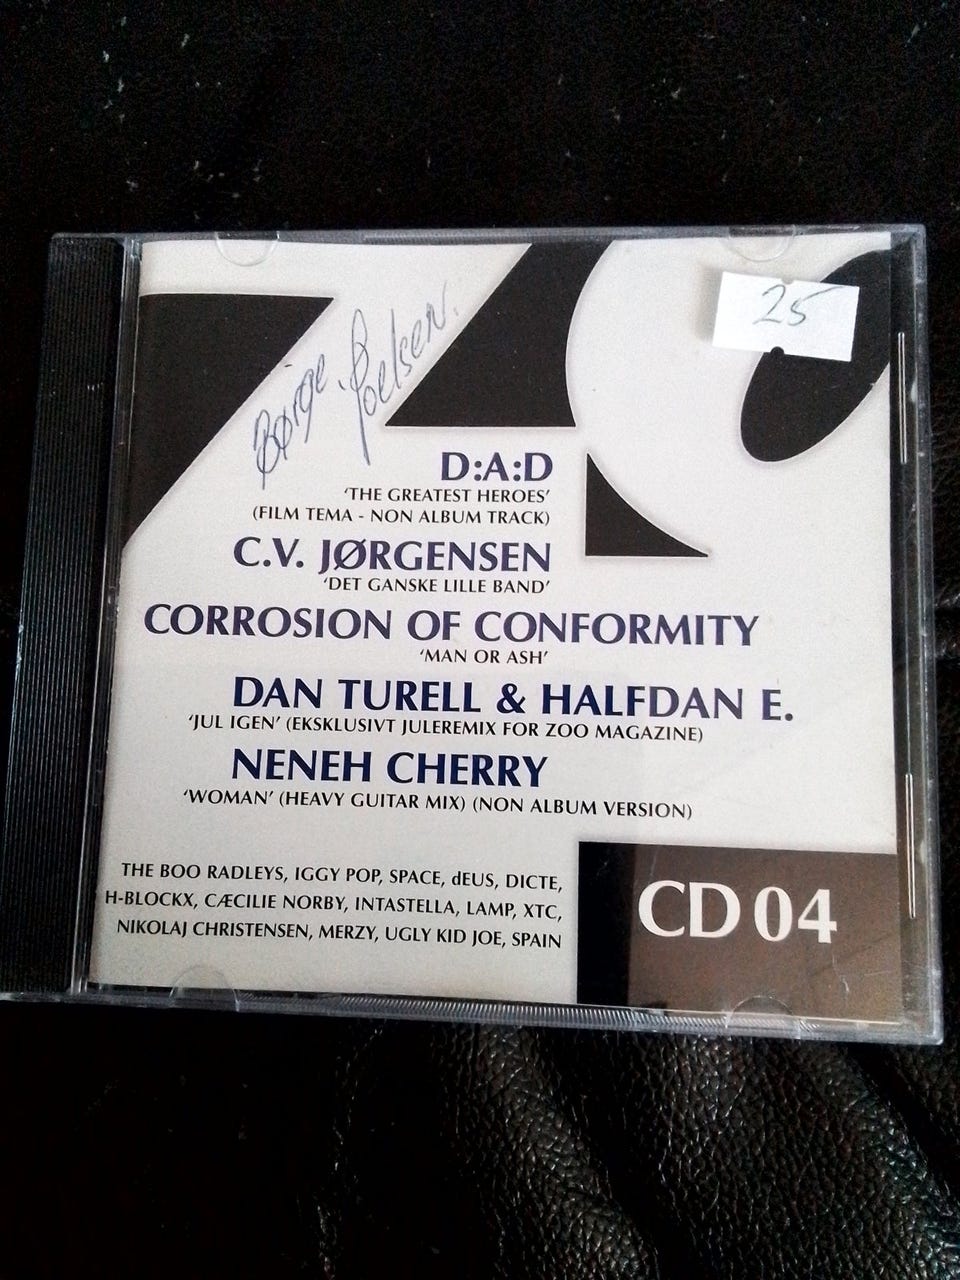 ZO
25
Børge
D:A:D
'THE GREATEST HEROES'
(FILM TEMA - NON ALBUM TRACK)
C.V. JØRGENSEN
'DET GANSKE LILLE BAND'
CORROSION OF CONFORMITY
'MAN OR ASH'
DAN TURELL & HALFDAN E.
'JUL IGEN' (EKSKLUSIVT JULEREMIX FOR ZOO MAGAZINE)
NENEH CHERRY
'WOMAN' (HEAVY GUITAR MIX) (NON ALBUM VERSION)
THE BOO RADLEYS, IGGY POP, SPACE, dEUS, DICTE,
H-BLOCKX, CÆCILIE NORBY, INTASTELLA, LAMP, XTC,
NIKOLAJ CHRISTENSEN, MERZY, UGLY KID JOE, SPAIN
CD 04